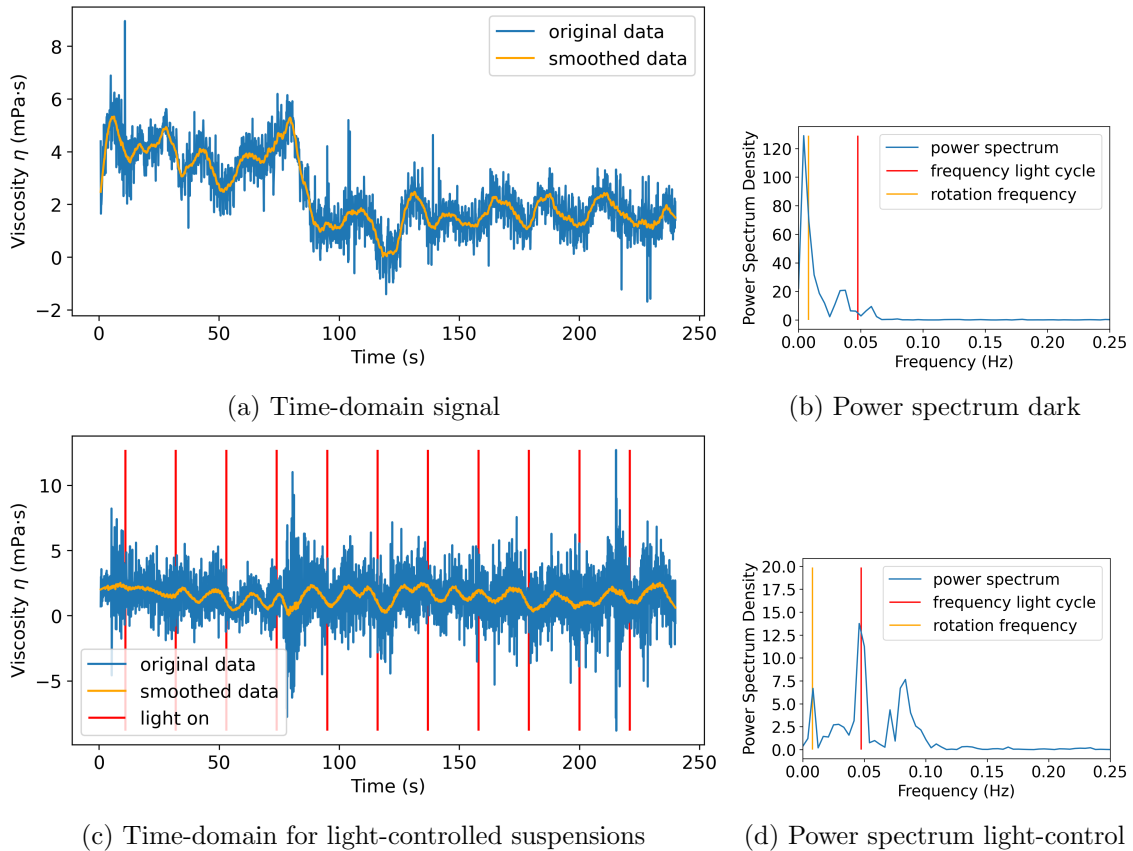 original data
smoothed data
8
6
4
2
0
−2
Viscosity η (mPa·s)
0
50
100
150
200
250
Time (s)
(a) Time-domain signal
power spectrum
frequency light cycle
rotation frequency
120
100
80
60
40
20
0
Power Spectrum Density
0.00
0.05
0.10
0.15
0.20
0.25
Frequency (Hz)
(b) Power spectrum dark
10
5
0
−5
Viscosity η (mPa·s)
original data
smoothed data
light on
0
50
100
150
200
250
Time (s)
(c) Time-domain for light-controlled suspensions
power spectrum
frequency light cycle
rotation frequency
20.0
17.5
15.0
12.5
10.0
7.5
5.0
2.5
0.0
Power Spectrum Density
0.00
0.05
0.10
0.15
0.20
0.25
Frequency (Hz)
(d) Power spectrum light-control